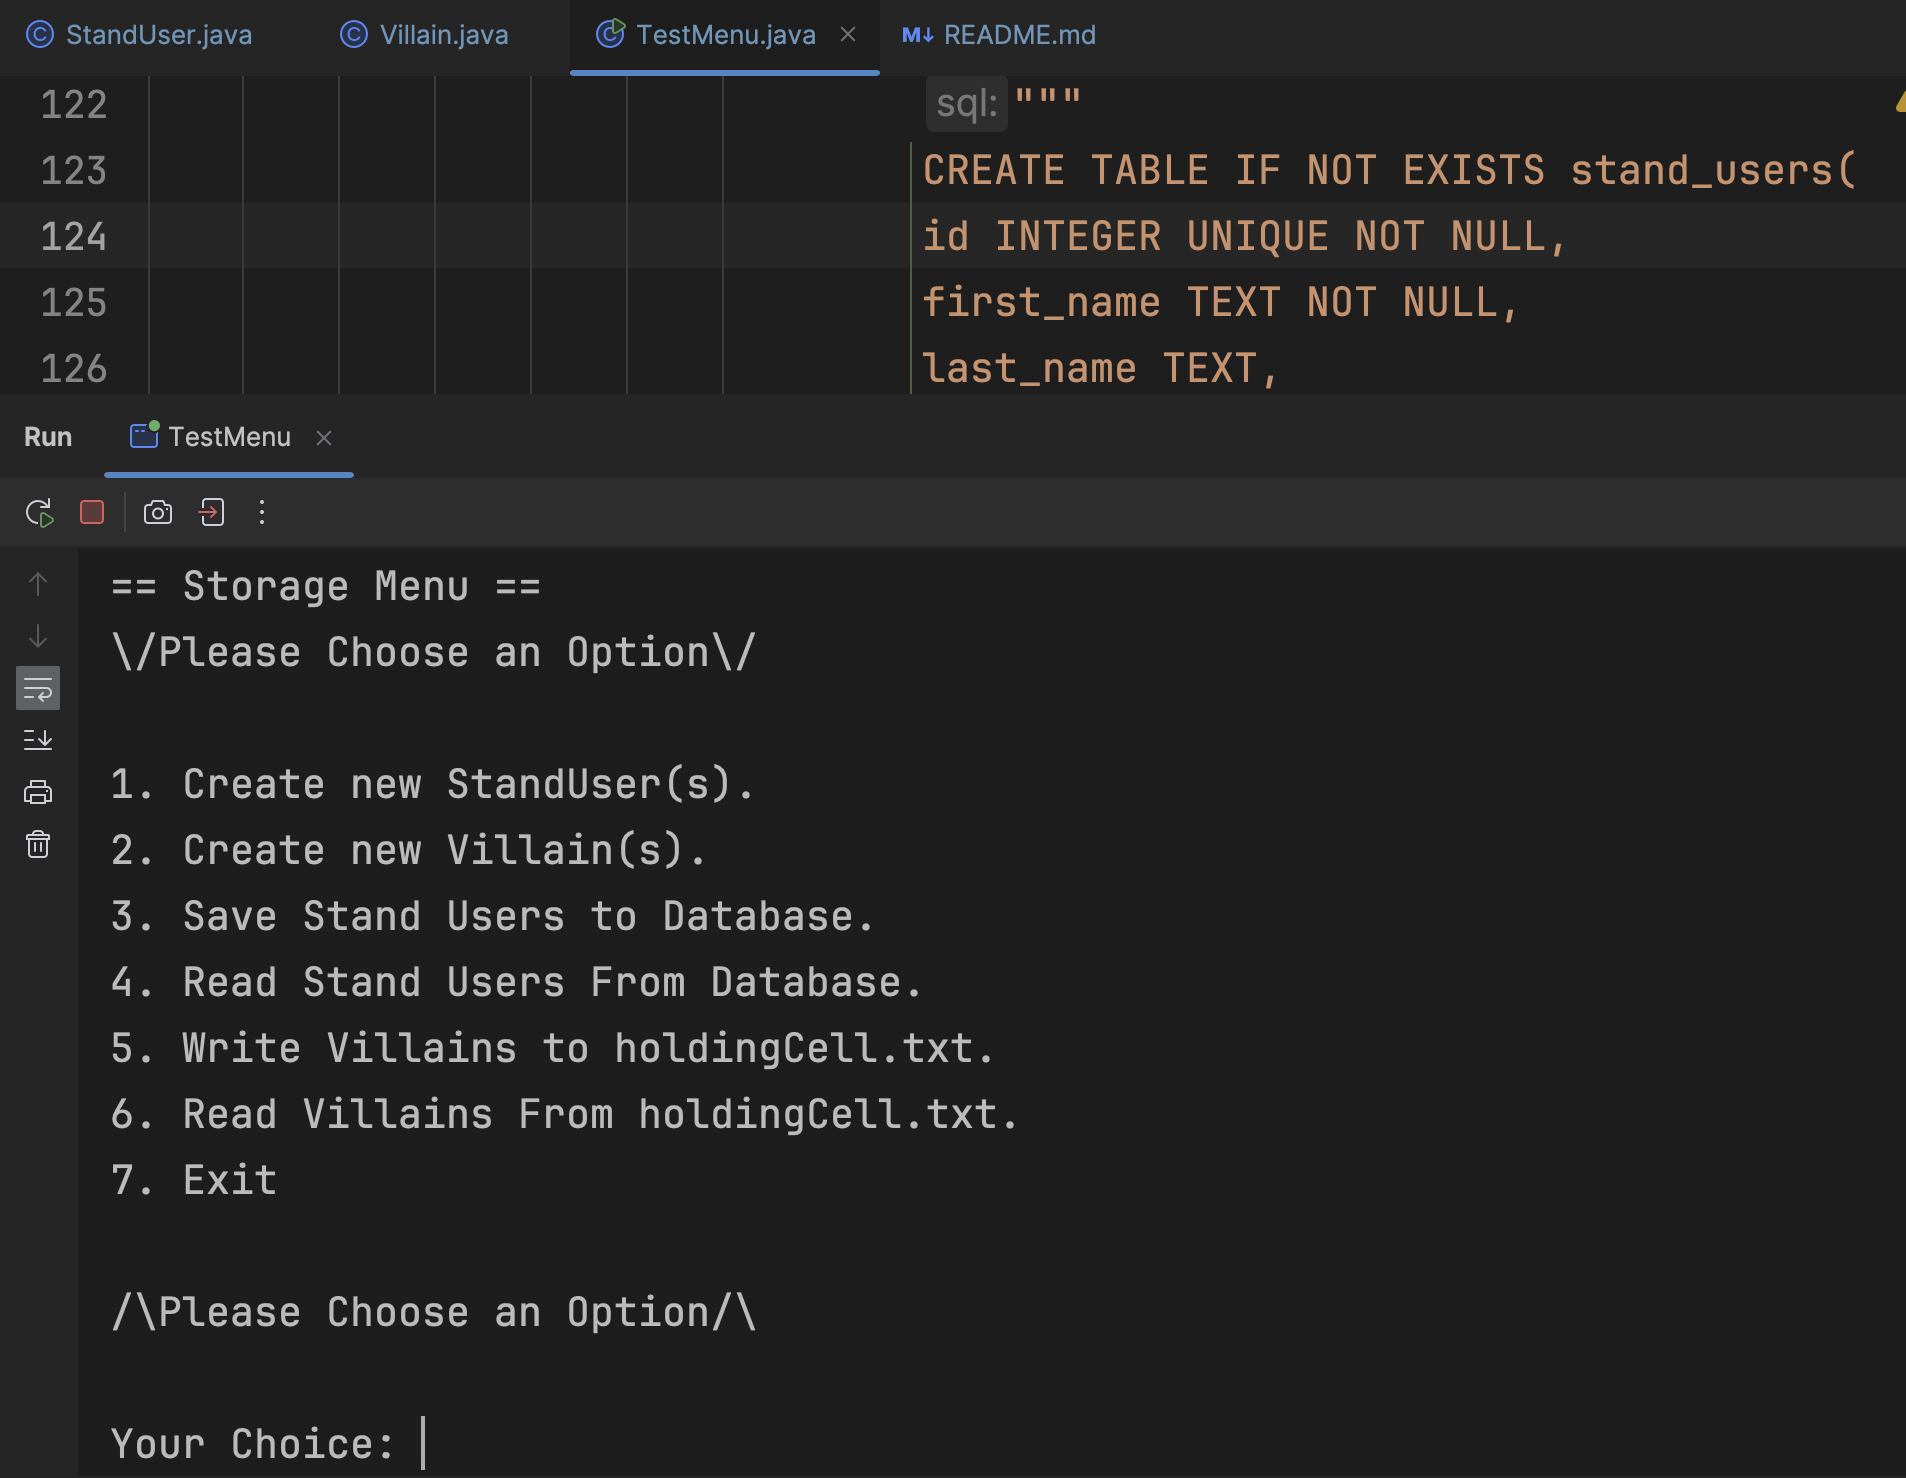 StandUser.java Villain.java TestMenu.java README.md
122 sql: """
123 CREATE TABLE IF NOT EXISTS stand_users(
124 id INTEGER UNIQUE NOT NULL,
125 first_name TEXT NOT NULL,
126 last_name TEXT,
Run TestMenu
== Storage Menu ==
\/Please Choose an Option\/
1. Create new StandUser(s).
2. Create new Villain(s).
3. Save Stand Users to Database.
4. Read Stand Users From Database.
5. Write Villains to holdingCell.txt.
6. Read Villains From holdingCell.txt.
7. Exit
/\Please Choose an Option/\
Your Choice: